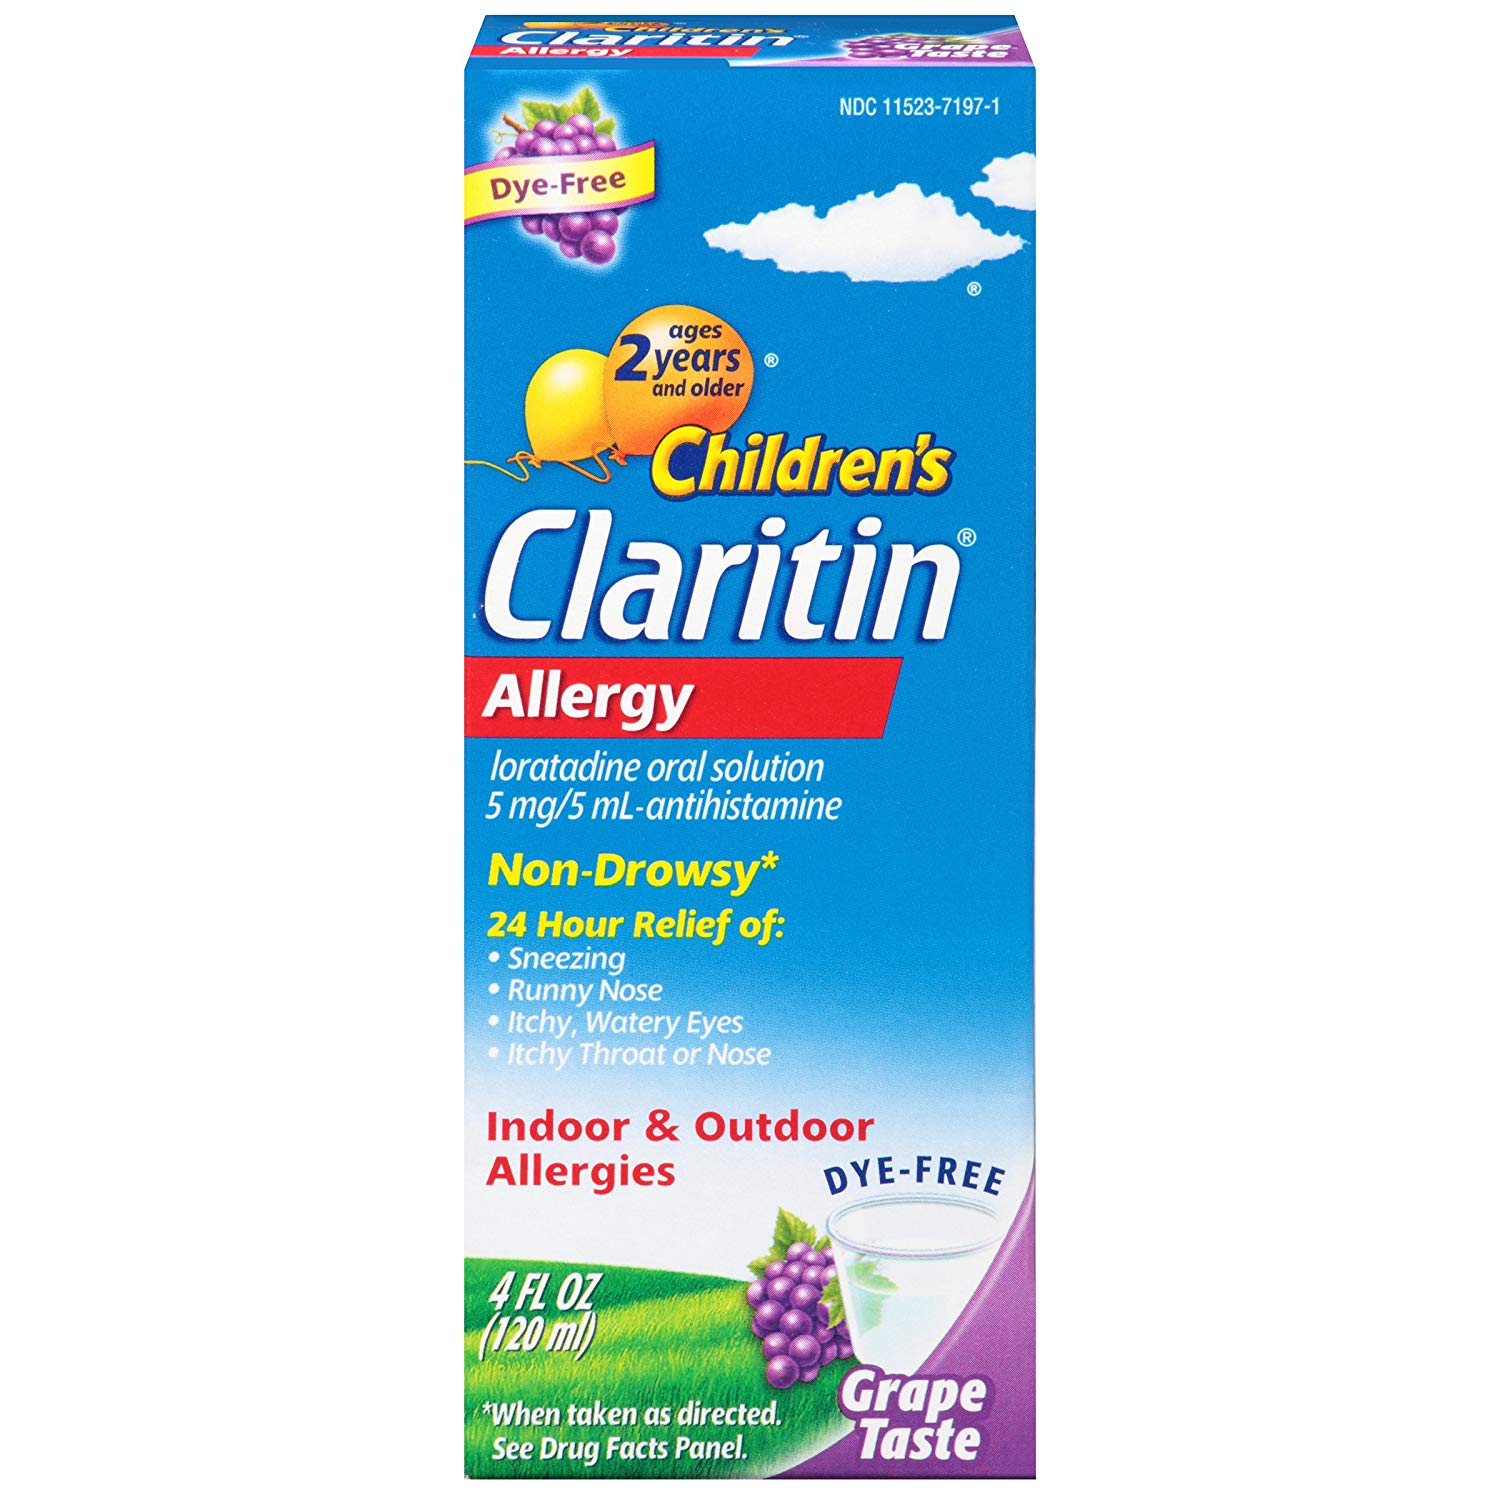 Children's
Claritin®
Allergy
Grape
Taste
NDC 11523-7197-1
Dye-Free
®
ages
2 years
and older
®
Children's
Claritin®
Allergy
loratadine oral solution
5 mg/5 mL-antihistamine
Non-Drowsy*
24 Hour Relief of:
• Sneezing
• Runny Nose
• Itchy, Watery Eyes
• Itchy Throat or Nose
Indoor & Outdoor
Allergies
DYE-FREE
4 FL OZ
(120 ml)
Grape
Taste
*When taken as directed.
See Drug Facts Panel.